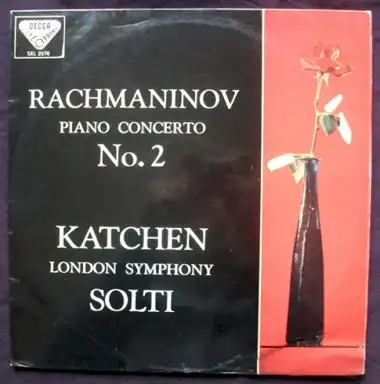 DECCA
SXL 2076
RACHMANINOV
PIANO CONCERTO
No. 2
KATCHEN
LONDON SYMPHONY
SOLTI